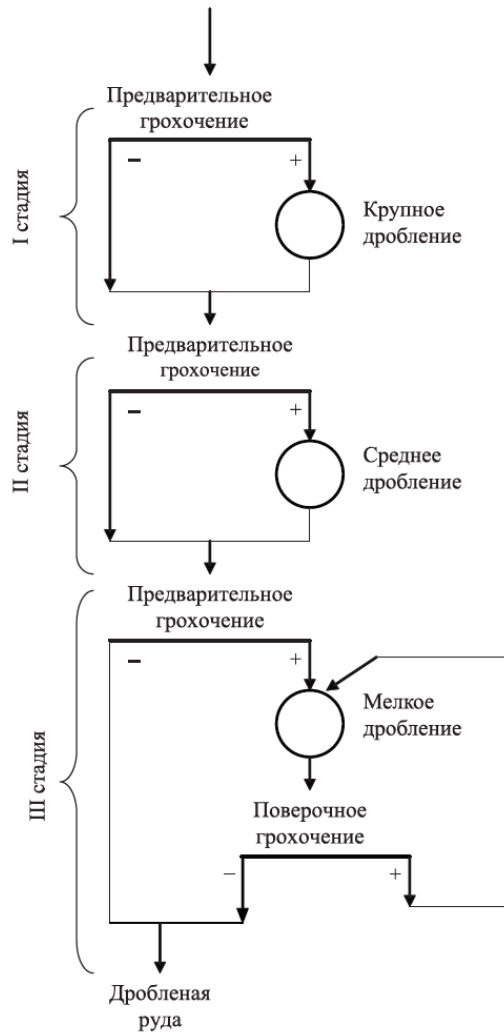 Предварительное
грохочение
–
+
I стадия
Крупное
дробление
Предварительное
грохочение
–
+
II стадия
Среднее
дробление
Предварительное
грохочение
–
+
III стадия
Мелкое
дробление
Поверочное
грохочение
–
+
Дробленая
руда